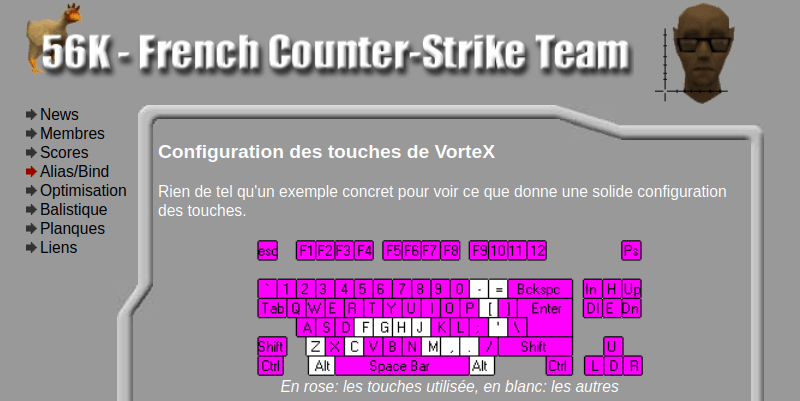 56K - French Counter-Strike Team
News
Membres
Scores
Alias/Bind
Optimisation
Balistique
Planques
Liens
Configuration des touches de VorteX
Rien de tel qu'un exemple concret pour voir ce que donne une solide configuration
des touches.
esc F1 F2 F3 F4 F5 F6 F7 F8 F9 10 11 12 Ps
` 1 2 3 4 5 6 7 8 9 0 - = Bckspc In H Up
Tab Q W E R T Y U I O P [ ] Enter Dl E Dn
A S D F G H J K L ; ' \
Shift Z X C V B N M , . / Shift U
Ctrl Alt Space Bar Alt Ctrl L D R
En rose: les touches utilisée, en blanc: les autres